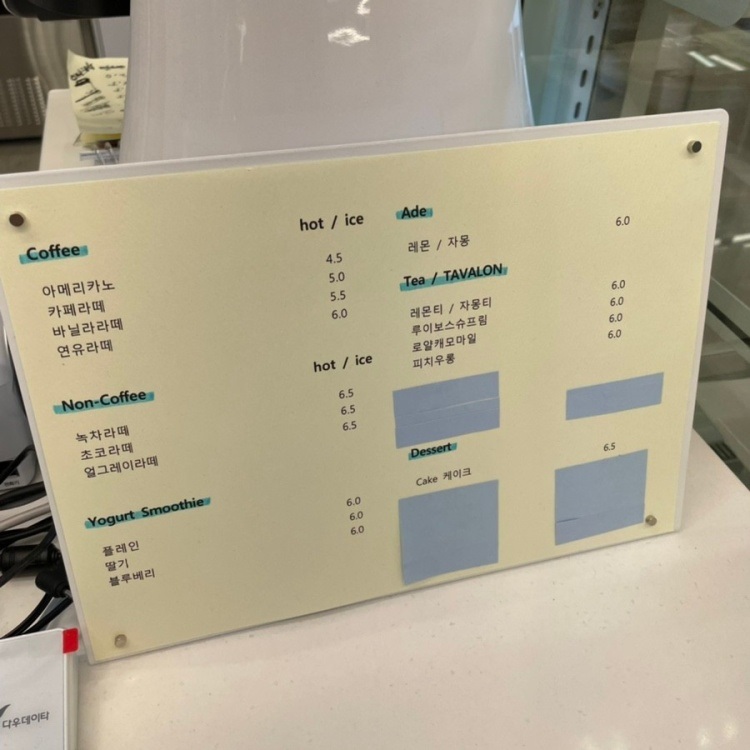 Coffee
hot / ice
아메리카노 4.5
카페라떼 5.0
바닐라라떼 5.5
연유라떼 6.0
Non-Coffee
hot / ice
녹차라떼 6.5
초코라떼 6.5
얼그레이라떼 6.5
Yogurt Smoothie
플레인 6.0
딸기 6.0
블루베리 6.0
Ade
레몬 / 자몽 6.0
Tea / TAVALON
레몬티 / 자몽티 6.0
루이보스슈프림 6.0
로얄캐모마일 6.0
피치우롱 6.0
Dessert
Cake 케이크 6.5
다우데이타